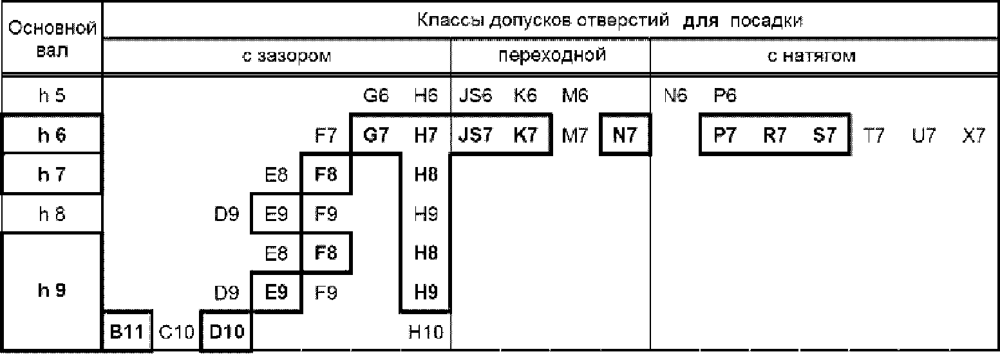 Основной вал
Классы допусков отверстий для посадки
с зазором переходной с натягом
h 5 G6 H6 JS6 K6 M6 N6 P6
h 6 F7 G7 H7 JS7 K7 M7 N7 P7 R7 S7 T7 U7 X7
h 7 E8 F8 H8
h 8 D9 E9 F9 H9
h 9 E8 F8 H8
D9 E9 F9 H9
B11 C10 D10 H10